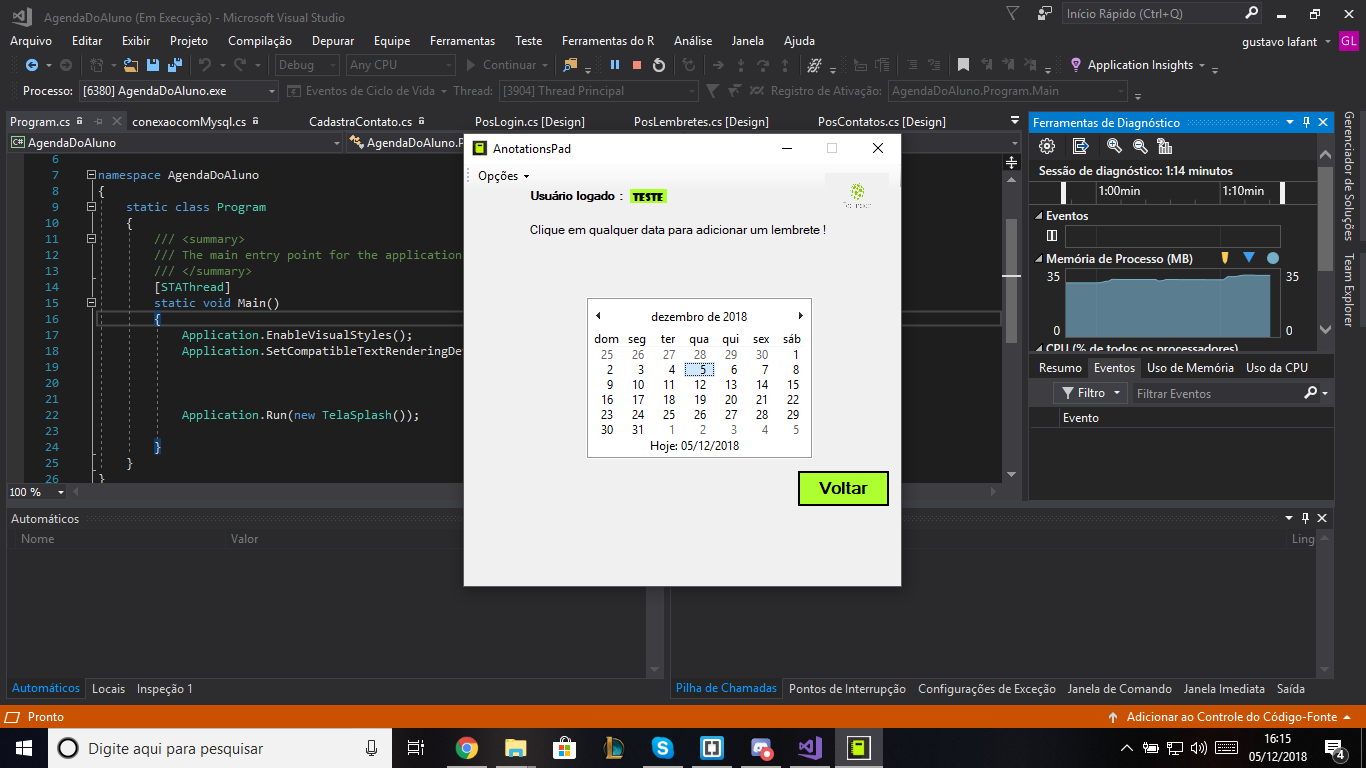 AgendaDoAluno (Em Execução) - Microsoft Visual Studio
Início Rápido (Ctrl+Q)
Arquivo Editar Exibir Projeto Compilação Depurar Equipe Ferramentas Teste Ferramentas do R Análise Janela Ajuda
gustavo lafant GL
Debug Any CPU Continuar Application Insights
Processo: [6380] AgendaDoAluno.exe Eventos de Ciclo de Vida Thread: [3904] Thread Principal Registro de Ativação: AgendaDoAluno.Program.Main
Program.cs conexaocomMysql.cs CadastraContato.cs PosLogin.cs [Design] PosLembretes.cs [Design] PosContatos.cs [Design]
C# AgendaDoAluno AgendaDoAluno.P
6
7 namespace AgendaDoAluno
8 {
9 static class Program
10 {
11 /// <summary>
12 /// The main entry point for the application
13 /// </summary>
14 [STAThread]
15 static void Main()
16 {
17 Application.EnableVisualStyles();
18 Application.SetCompatibleTextRenderingDe
19
20
21
22 Application.Run(new TelaSplash());
23
24 }
25 }
26 }
100 %
AnotationsPad
Opções
Usuário logado : TESTE
Clique em qualquer data para adicionar um lembrete !
dezembro de 2018
dom seg ter qua qui sex sáb
25 26 27 28 29 30 1
2 3 4 5 6 7 8
9 10 11 12 13 14 15
16 17 18 19 20 21 22
23 24 25 26 27 28 29
30 31 1 2 3 4 5
Hoje: 05/12/2018
Voltar
Ferramentas de Diagnóstico
Sessão de diagnóstico: 1:14 minutos
1:00min 1:10min
Eventos
Memória de Processo (MB)
35 35
0 0
CPU (% de todos os processadores)
Resumo Eventos Uso de Memória Uso da CPU
Filtro Filtrar Eventos
Evento
Gerenciador de Soluções
Team Explorer
Automáticos
Nome Valor
Ling
Automáticos Locais Inspeção 1
Pilha de Chamadas Pontos de Interrupção Configurações de Exceção Janela de Comando Janela Imediata Saída
Pronto
Adicionar ao Controle do Código-Fonte
Digite aqui para pesquisar
16:15
05/12/2018
4